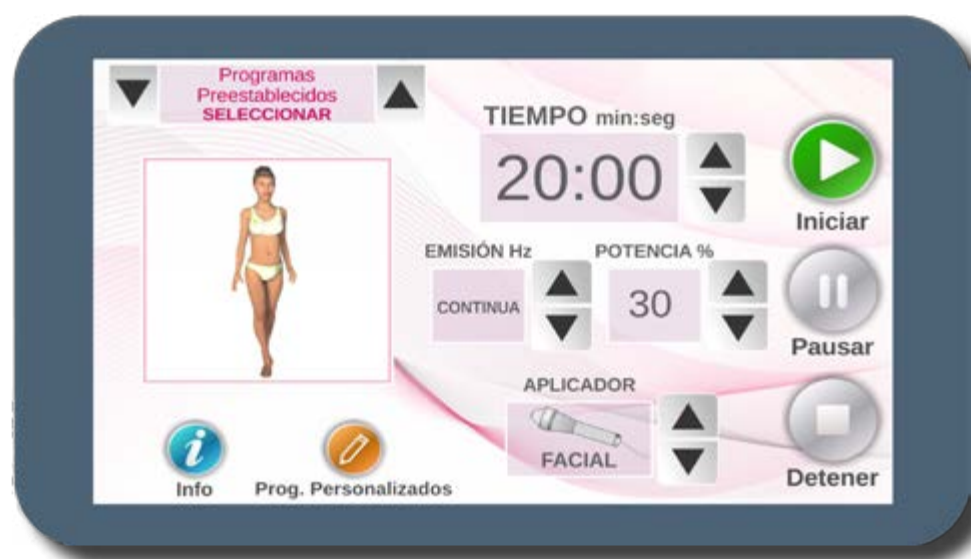 Programas
Preestablecidos
SELECCIONAR
TIEMPO min:seg
20:00
Iniciar
EMISIÓN Hz
POTENCIA %
CONTINUA
30
Pausar
APLICADOR
FACIAL
Detener
Info
Prog. Personalizados